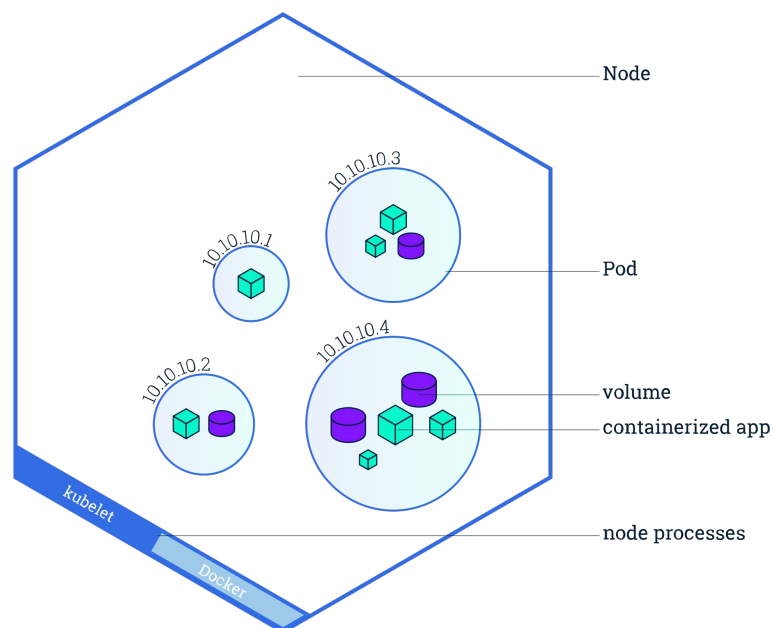 Node
10.10.10.3
10.10.10.1
Pod
10.10.10.4
10.10.10.2
volume
containerized app
kubelet
node processes
Docker